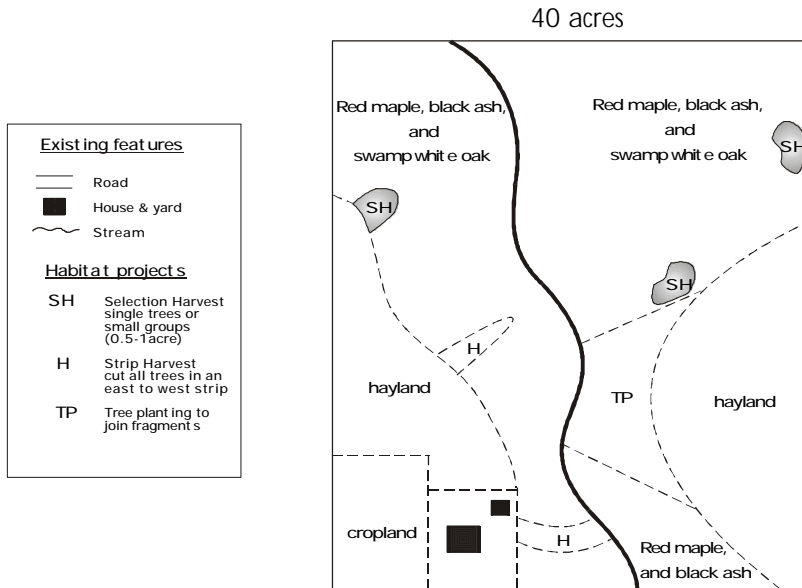 40 acres
Existing features
Road
House & yard
Stream
Habitat projects
SH
Selection Harvest
single trees or
small groups
(0.5-1acre)
H
Strip Harvest
cut all trees in an
east to west strip
TP
Tree planting to
join fragments
Red maple, black ash,
and
swamp white oak
Red maple, black ash,
and
swamp white oak
SH
SH
SH
H
hayland
TP
hayland
cropland
H
Red maple,
and black ash